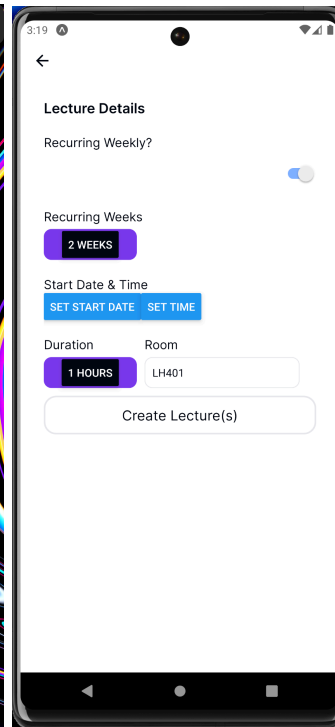 3:19
Lecture Details
Recurring Weekly?
Recurring Weeks
2 WEEKS
Start Date & Time
SET START DATE SET TIME
Duration Room
1 HOURS LH401
Create Lecture(s)